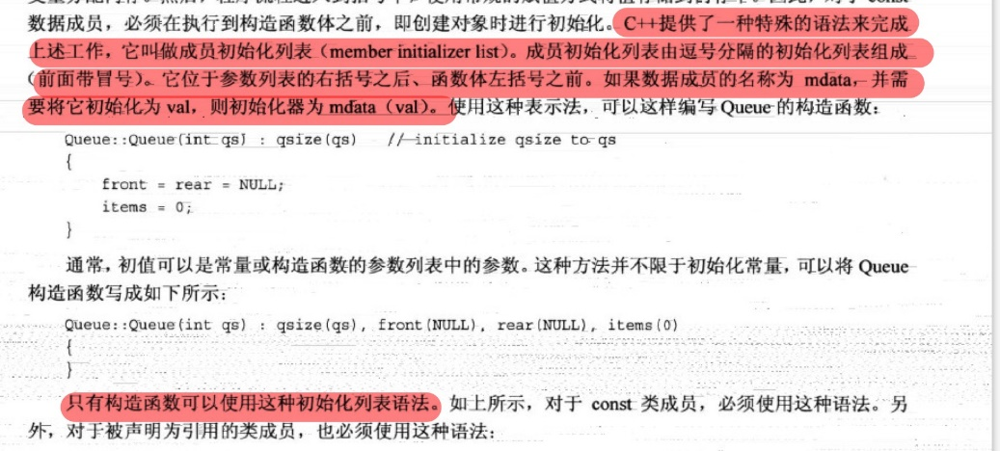 数据成员，必须在执行到构造函数体之前，即创建对象时进行初始化。C++提供了一种特殊的语法来完成
上述工作，它叫做成员初始化列表（member initializer list）。成员初始化列表由逗号分隔的初始化列表组成
（前面带冒号）。它位于参数列表的右括号之后、函数体左括号之前。如果数据成员的名称为 mdata，并需
要将它初始化为 val，则初始化器为 mdata（val）。使用这种表示法，可以这样编写 Queue 的构造函数：
Queue::Queue(int qs) : qsize(qs) // initialize qsize to qs
{
front = rear = NULL;
items = 0;
}
通常，初值可以是常量或构造函数的参数列表中的参数。这种方法并不限于初始化常量，可以将 Queue
构造函数写成如下所示：
Queue::Queue(int qs) : qsize(qs), front(NULL), rear(NULL), items(0)
{
}
只有构造函数可以使用这种初始化列表语法。如上所示，对于 const 类成员，必须使用这种语法。另
外，对于被声明为引用的类成员，也必须使用这种语法：